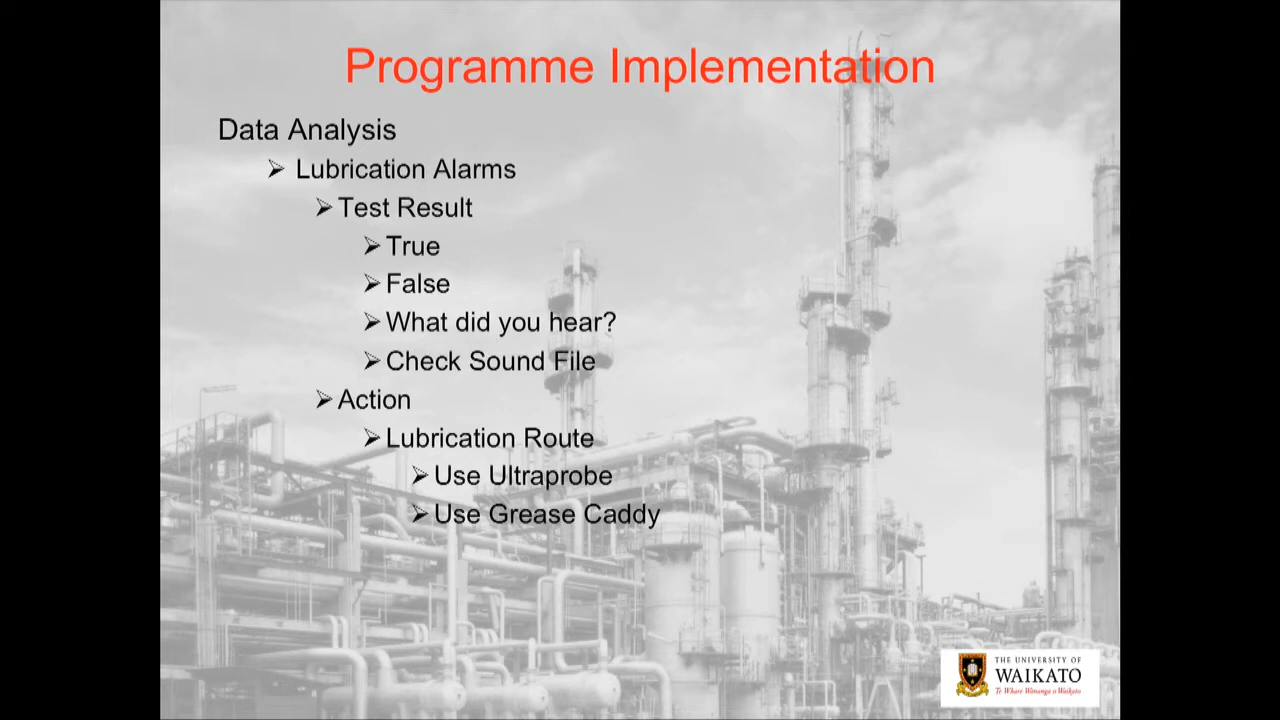 Programme Implementation
Data Analysis
Lubrication Alarms
Test Result
True
False
What did you hear?
Check Sound File
Action
Lubrication Route
Use Ultraprobe
Use Grease Caddy
THE UNIVERSITY OF
WAIKATO
Te Whare Wānanga o Waikato